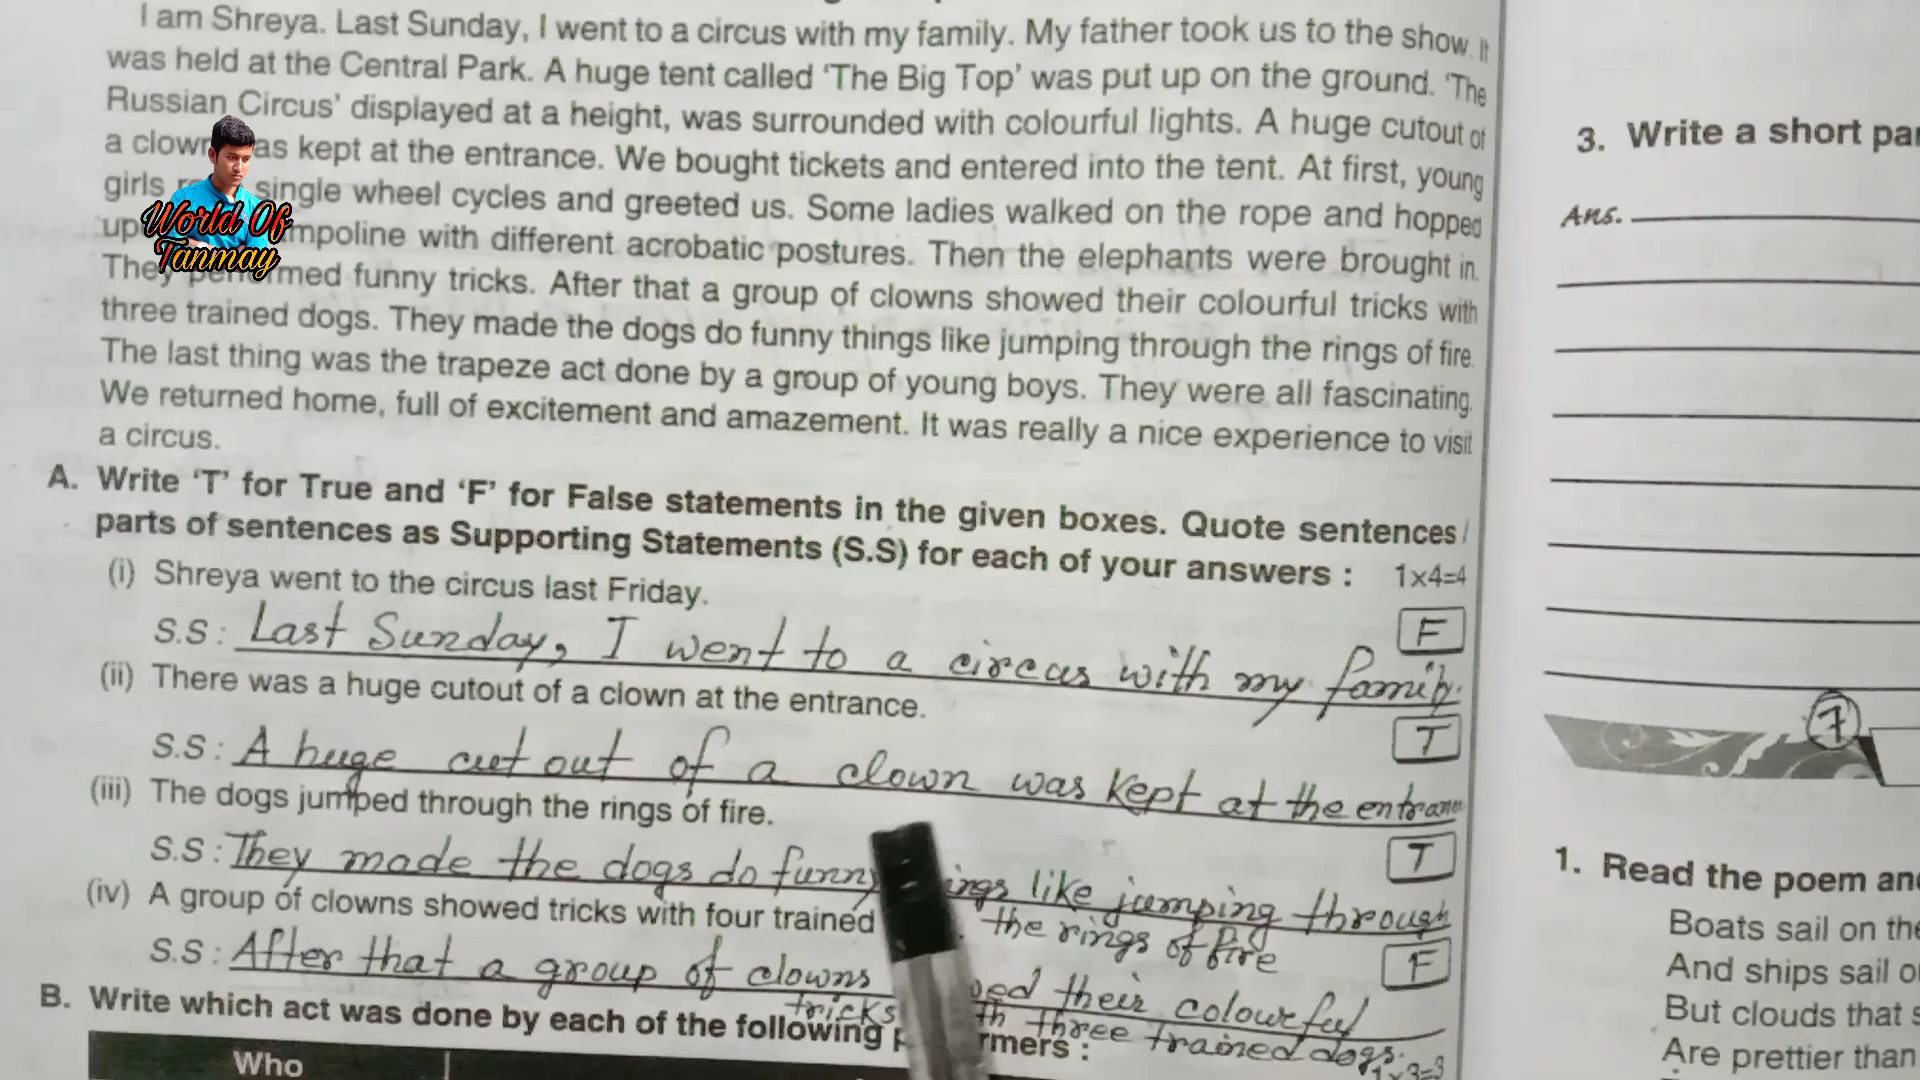 I am Shreya. Last Sunday, I went to a circus with my family. My father took us to the show. It
was held at the Central Park. A huge tent called 'The Big Top' was put up on the ground. 'The
Russian Circus' displayed at a height, was surrounded with colourful lights. A huge cutout of
a clown as kept at the entrance. We bought tickets and entered into the tent. At first, young
girls single wheel cycles and greeted us. Some ladies walked on the rope and hopped
up mpoline with different acrobatic postures. Then the elephants were brought in.
They performed funny tricks. After that a group of clowns showed their colourful tricks with
three trained dogs. They made the dogs do funny things like jumping through the rings of fire.
The last thing was the trapeze act done by a group of young boys. They were all fascinating.
We returned home, full of excitement and amazement. It was really a nice experience to visit
a circus.
World Of
Tanmay
A. Write 'T' for True and 'F' for False statements in the given boxes. Quote sentences/
parts of sentences as Supporting Statements (S.S) for each of your answers : 1×4=4
(i) Shreya went to the circus last Friday.
F
S.S : Last Sunday, I went to a circus with my family.
(ii) There was a huge cutout of a clown at the entrance.
T
S.S : A huge cut out of a clown was kept at the entrance
(iii) The dogs jumped through the rings of fire.
T
S.S : They made the dogs do funny ings like jumping through
the rings of fire
(iv) A group of clowns showed tricks with four trained
F
S.S : After that a group of clowns ed their colourful
tricks th three trained dogs.
B. Write which act was done by each of the following rmers :
1×3=3
Who
3. Write a short par
Ans.
7
1. Read the poem and
Boats sail on the
And ships sail o
But clouds that s
Are prettier than